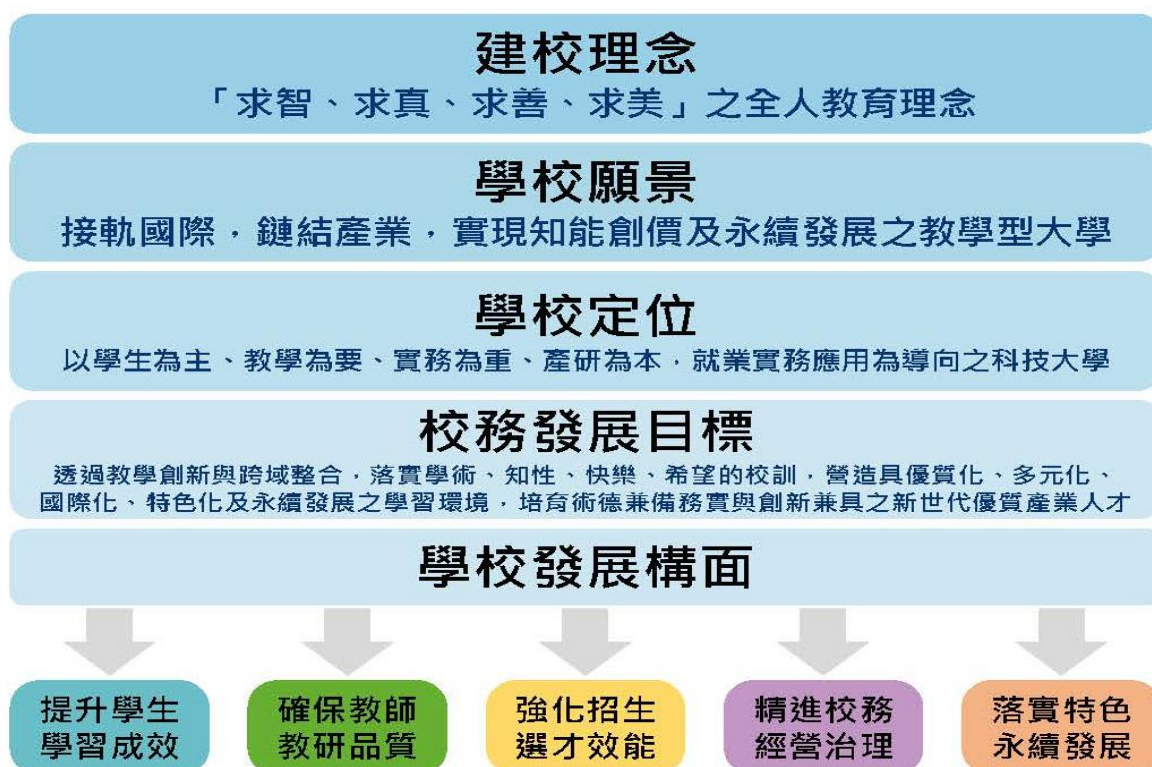 建校理念
「求智、求真、求善、求美」之全人教育理念
學校願景
接軌國際，鏈結產業，實現知能創價及永續發展之教學型大學
學校定位
以學生為主、教學為要、實務為重、產研為本，就業實務應用為導向之科技大學
校務發展目標
透過教學創新與跨域整合，落實學術、知性、快樂、希望的校訓，營造具優質化、多元化、
國際化、特色化及永續發展之學習環境，培育術德兼備務實與創新兼具之新世代優質產業人才
學校發展構面
提升學生
學習成效
確保教師
教研品質
強化招生
選才效能
精進校務
經營治理
落實特色
永續發展